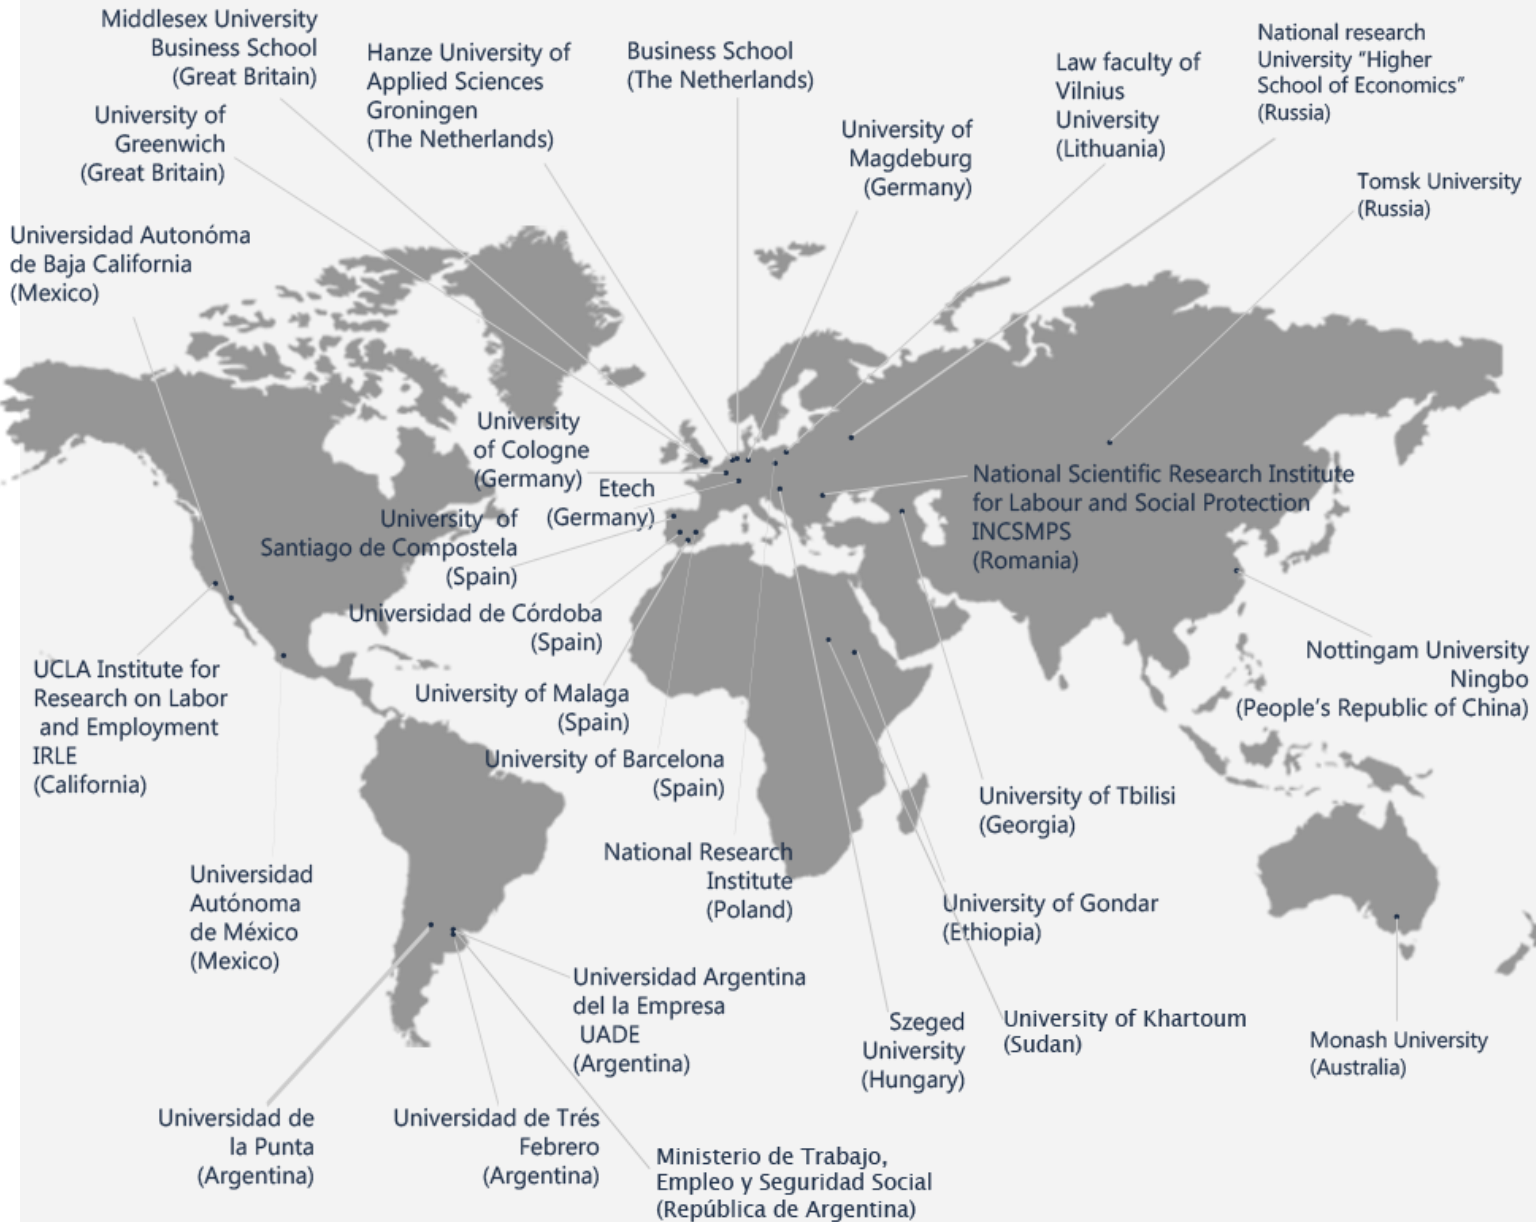 Middlesex University
Business School
(Great Britain)
Hanze University of
Applied Sciences
Groningen
(The Netherlands)
Business School
(The Netherlands)
Law faculty of
Vilnius
University
(Lithuania)
National research
University "Higher
School of Economics"
(Russia)
University of
Greenwich
(Great Britain)
University of
Magdeburg
(Germany)
Tomsk University
(Russia)
Universidad Autonóma
de Baja California
(Mexico)
University
of Cologne
(Germany)
Etech
(Germany)
National Scientific Research Institute
for Labour and Social Protection
INCSMPS
(Romania)
University of
Santiago de Compostela
(Spain)
Universidad de Córdoba
(Spain)
UCLA Institute for
Research on Labor
and Employment
IRLE
(California)
University of Malaga
(Spain)
Nottingam University
Ningbo
(People's Republic of China)
University of Barcelona
(Spain)
University of Tbilisi
(Georgia)
National Research
Institute
(Poland)
Universidad
Autónoma
de México
(Mexico)
University of Gondar
(Ethiopia)
Universidad Argentina
del la Empresa
UADE
(Argentina)
Szeged
University
(Hungary)
University of Khartoum
(Sudan)
Monash University
(Australia)
Universidad de
la Punta
(Argentina)
Universidad de Trés
Febrero
(Argentina)
Ministerio de Trabajo,
Empleo y Seguridad Social
(República de Argentina)